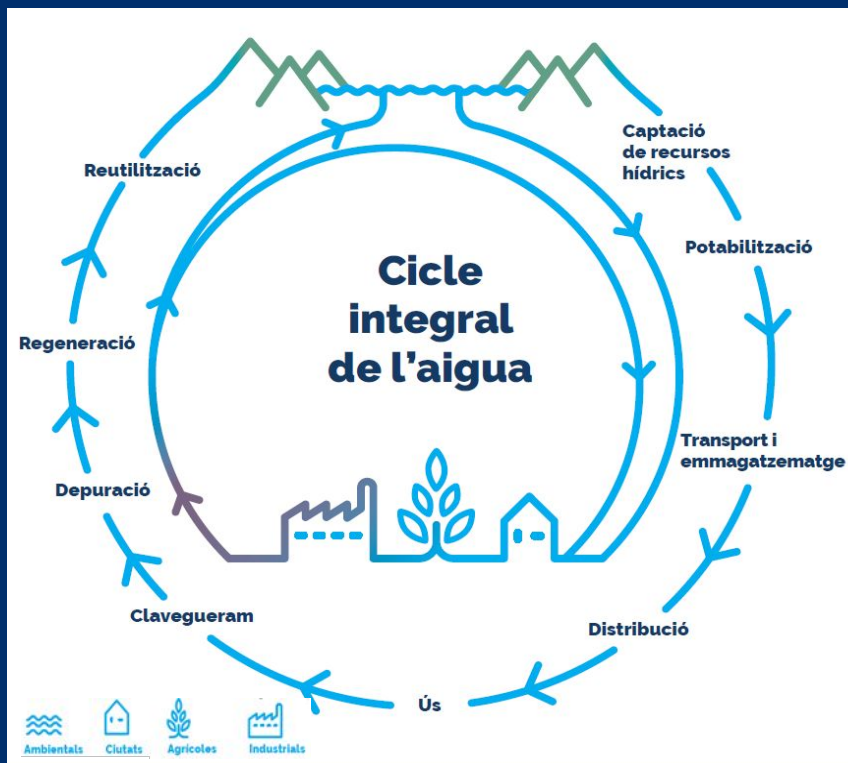 Cicle
integral
de l'aigua
Captació
de recursos
hídrics
Potabilització
Transport i
emmagatzematge
Distribució
Ús
Clavegueram
Depuració
Regeneració
Reutilització
Ambientals
Ciutats
Agrícoles
Industrials